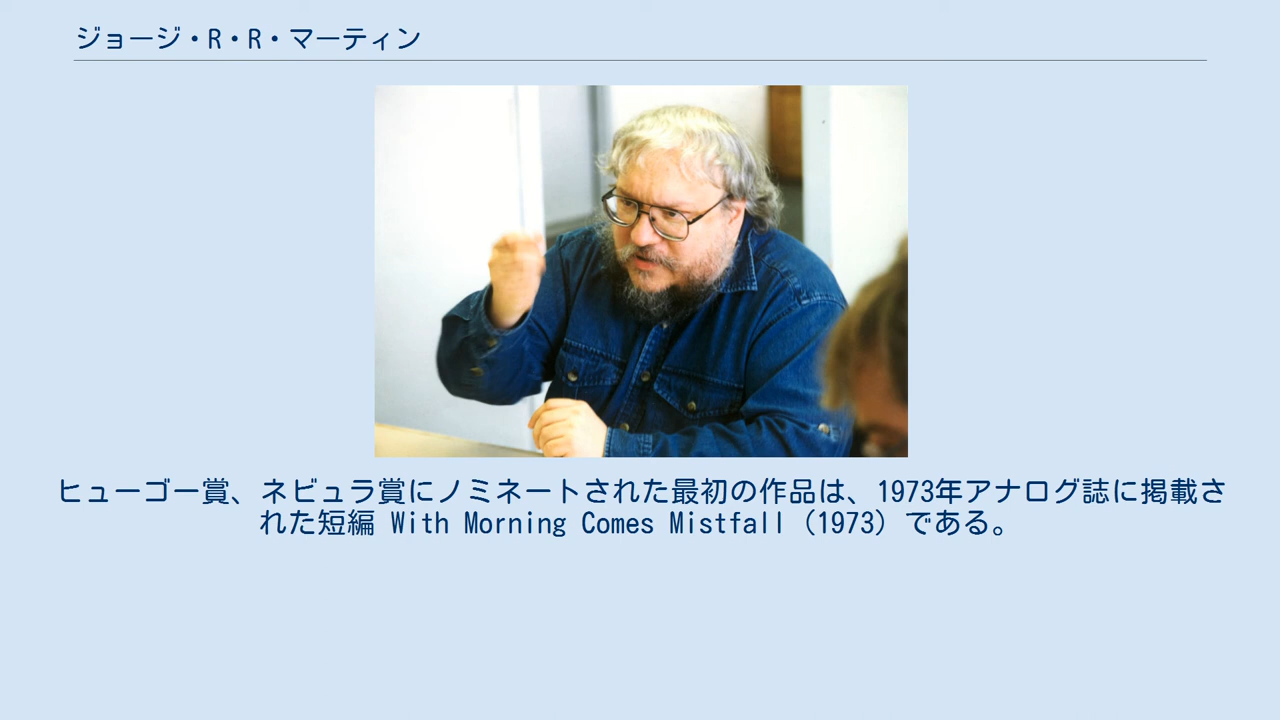 ジョージ・R・R・マーティン
ヒューゴー賞、ネビュラ賞にノミネートされた最初の作品は、1973年アナログ誌に掲載さ
れた短編 With Morning Comes Mistfall（1973）である。